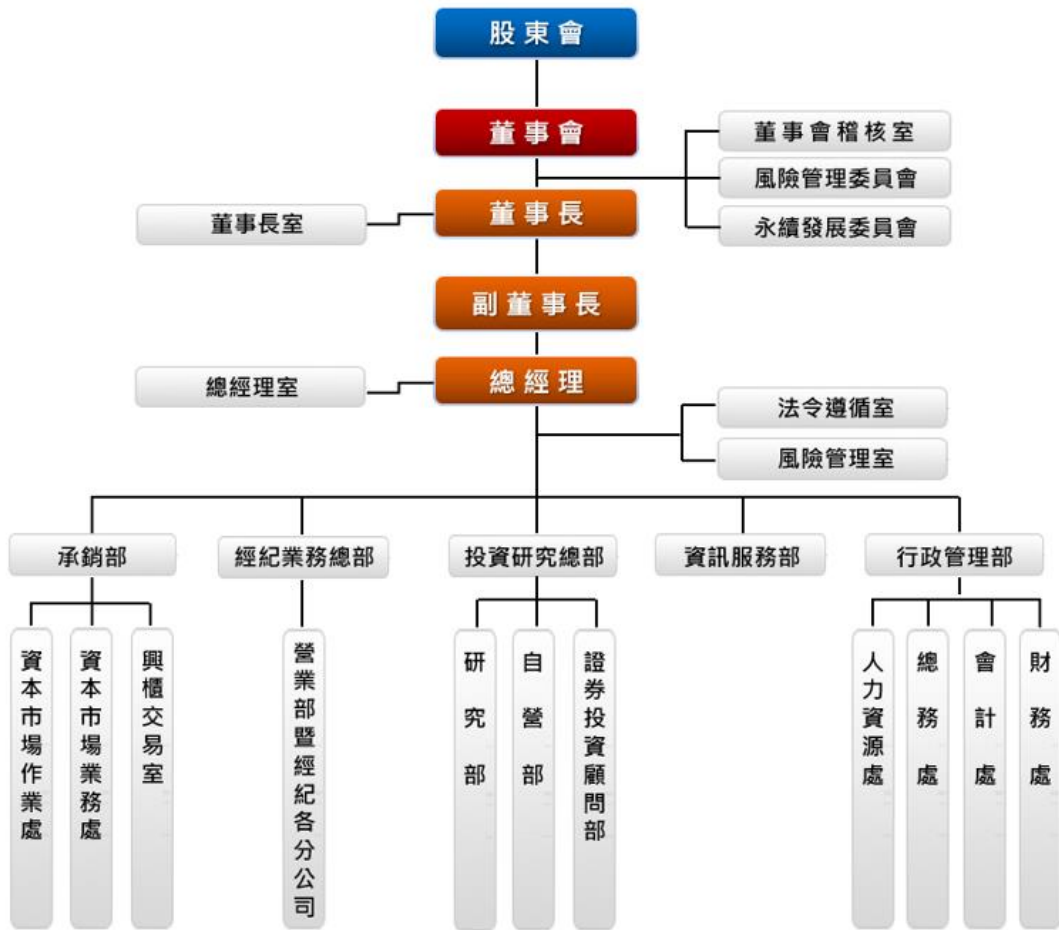 股東會
董事會
董事會稽核室
風險管理委員會
永續發展委員會
董事長室
董事長
副董事長
總經理室
總經理
法令遵循室
風險管理室
承銷部
經紀業務總部
投資研究總部
資訊服務部
行政管理部
資本市場作業處
資本市場業務處
興櫃交易室
營業部暨經紀各分公司
研究部
自營部
證券投資顧問部
人力資源處
總務處
會計處
財務處